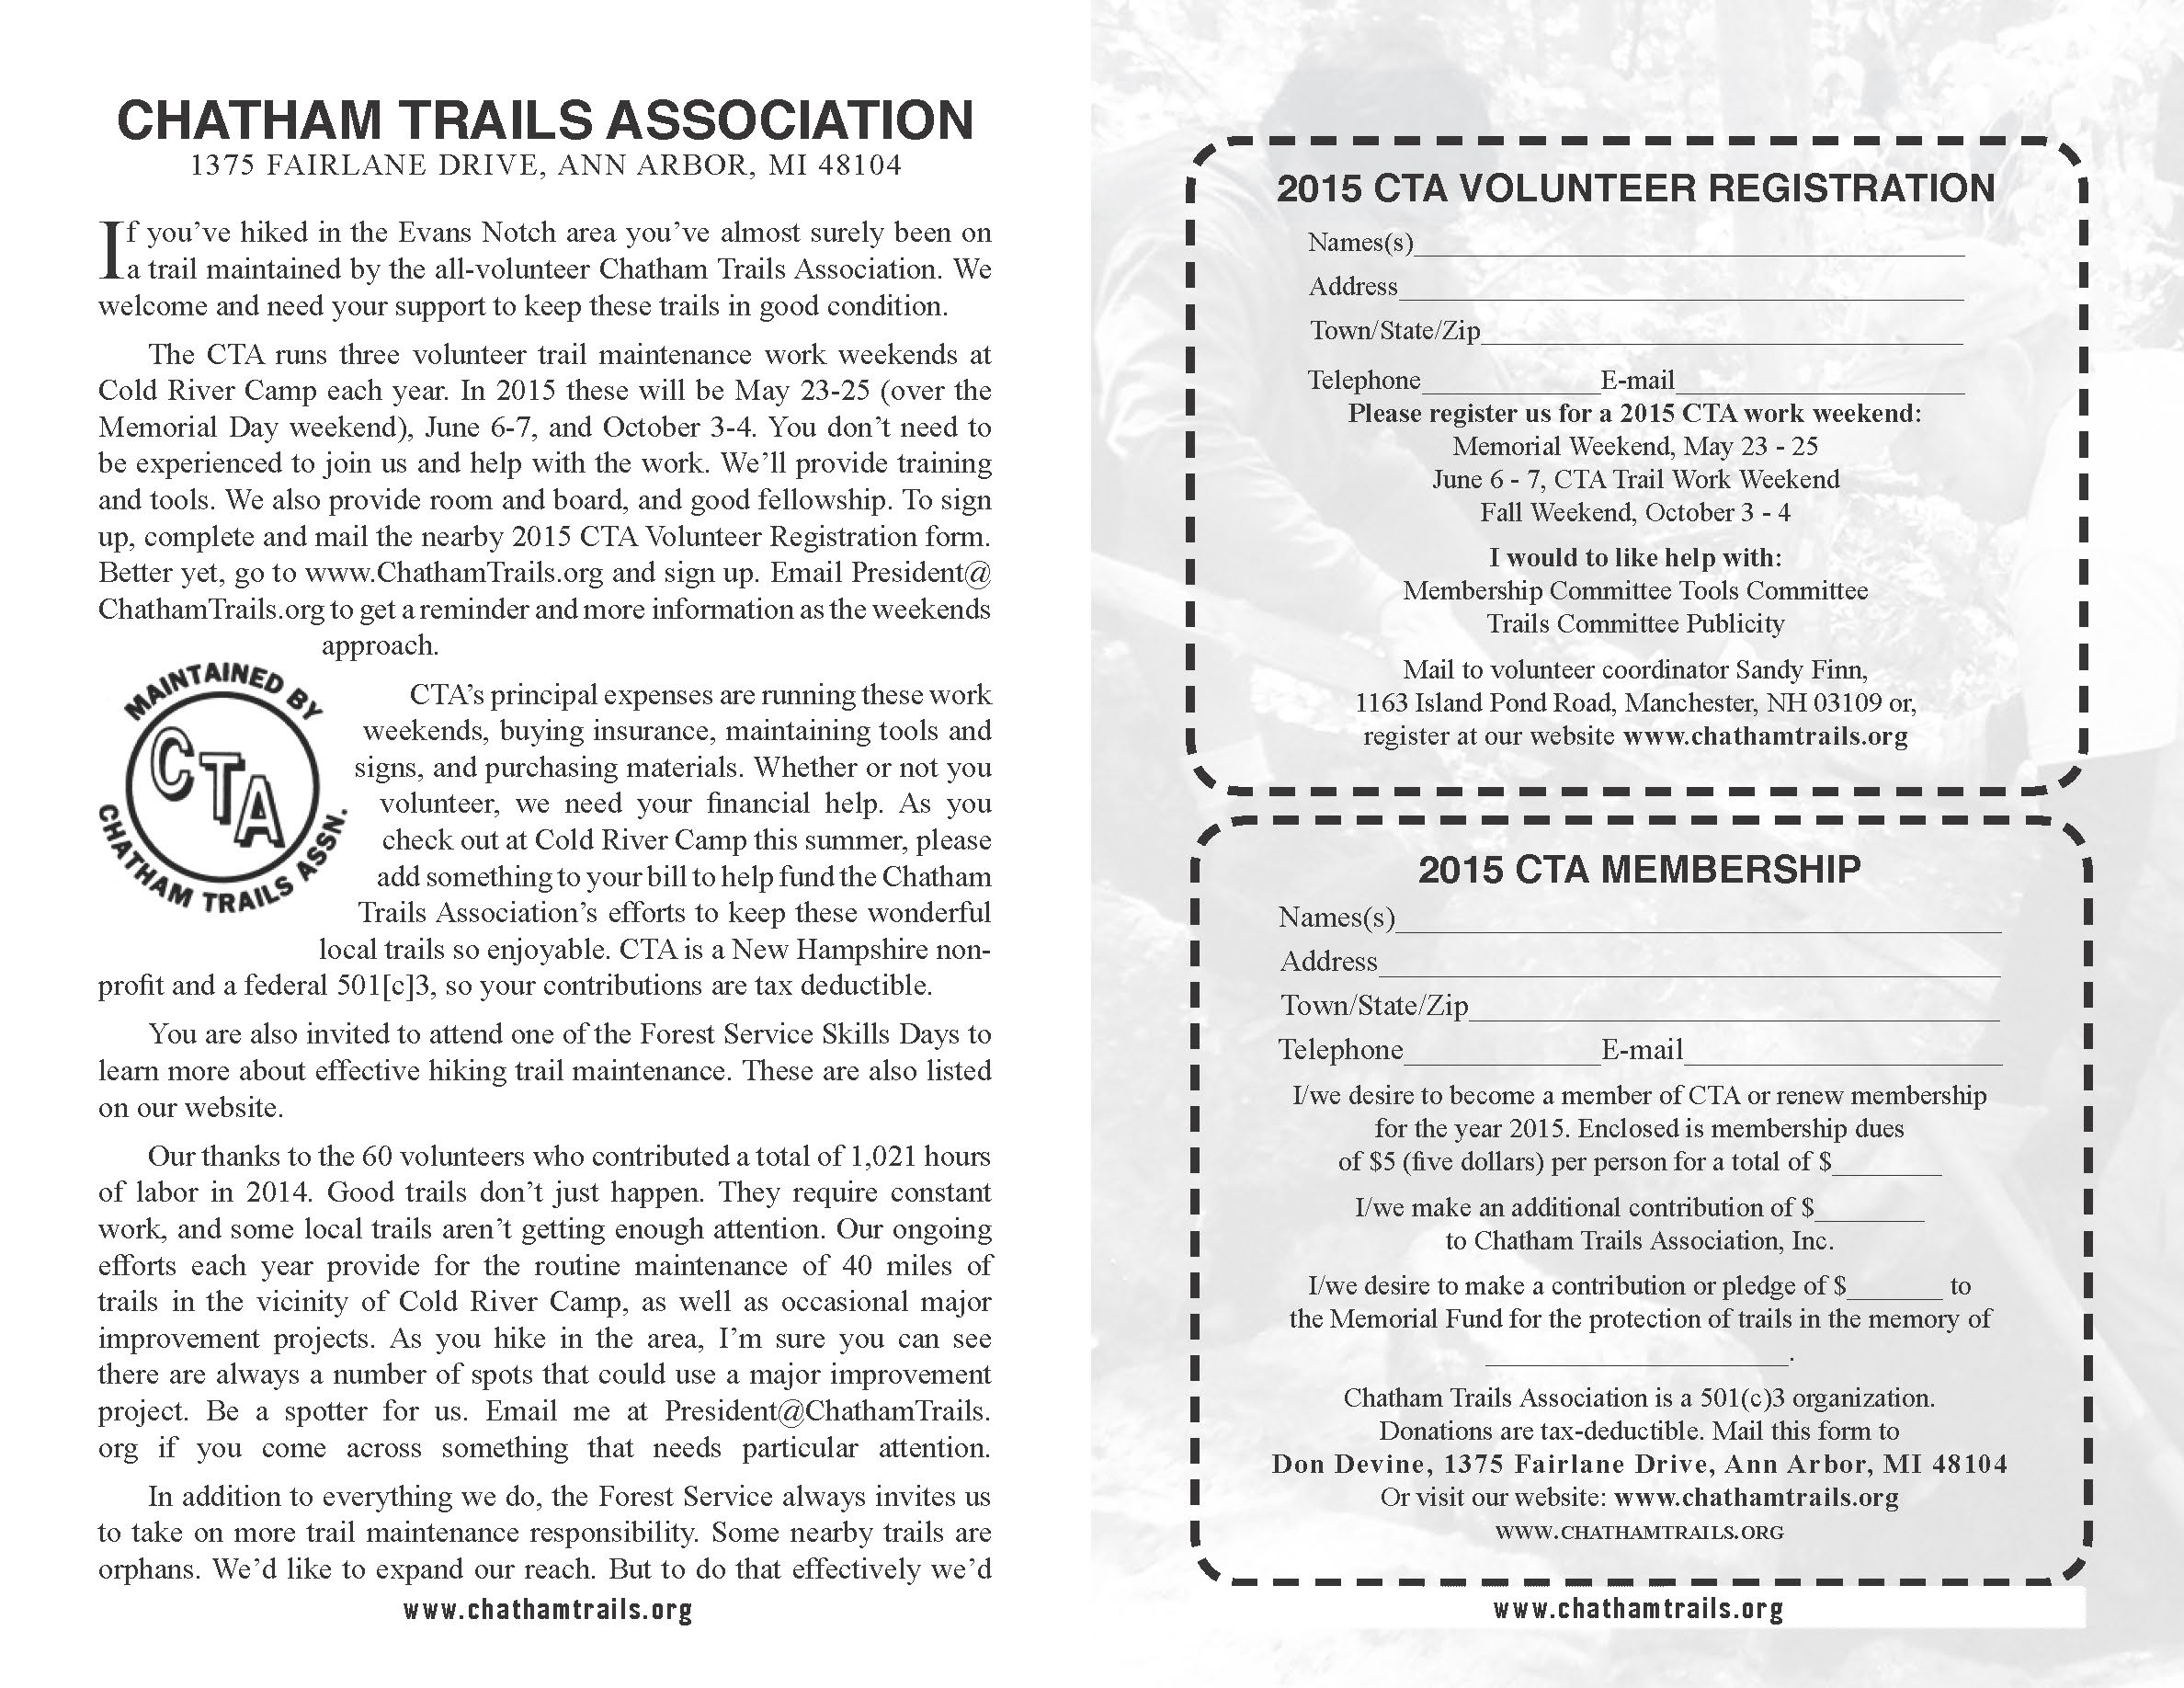 CHATHAM TRAILS ASSOCIATION
1375 FAIRLANE DRIVE, ANN ARBOR, MI 48104
If you’ve hiked in the Evans Notch area you’ve almost surely been on
a trail maintained by the all-volunteer Chatham Trails Association. We
welcome and need your support to keep these trails in good condition.
The CTA runs three volunteer trail maintenance work weekends at
Cold River Camp each year. In 2015 these will be May 23-25 (over the
Memorial Day weekend), June 6-7, and October 3-4. You don’t need to
be experienced to join us and help with the work. We’ll provide training
and tools. We also provide room and board, and good fellowship. To sign
up, complete and mail the nearby 2015 CTA Volunteer Registration form.
Better yet, go to www.ChathamTrails.org and sign up. Email President@
ChathamTrails.org to get a reminder and more information as the weekends
approach.
MAINTAINED BY
CTA
CHATHAM TRAILS ASSN.
CTA’s principal expenses are running these work
weekends, buying insurance, maintaining tools and
signs, and purchasing materials. Whether or not you
volunteer, we need your financial help. As you
check out at Cold River Camp this summer, please
add something to your bill to help fund the Chatham
Trails Association’s efforts to keep these wonderful
local trails so enjoyable. CTA is a New Hampshire non-
profit and a federal 501[c]3, so your contributions are tax deductible.
You are also invited to attend one of the Forest Service Skills Days to
learn more about effective hiking trail maintenance. These are also listed
on our website.
Our thanks to the 60 volunteers who contributed a total of 1,021 hours
of labor in 2014. Good trails don’t just happen. They require constant
work, and some local trails aren’t getting enough attention. Our ongoing
efforts each year provide for the routine maintenance of 40 miles of
trails in the vicinity of Cold River Camp, as well as occasional major
improvement projects. As you hike in the area, I’m sure you can see
there are always a number of spots that could use a major improvement
project. Be a spotter for us. Email me at President@ChathamTrails.
org if you come across something that needs particular attention.
In addition to everything we do, the Forest Service always invites us
to take on more trail maintenance responsibility. Some nearby trails are
orphans. We’d like to expand our reach. But to do that effectively we’d
www.chathamtrails.org
2015 CTA VOLUNTEER REGISTRATION
Names(s)
Address
Town/State/Zip
Telephone E-mail
Please register us for a 2015 CTA work weekend:
Memorial Weekend, May 23 - 25
June 6 - 7, CTA Trail Work Weekend
Fall Weekend, October 3 - 4
I would to like help with:
Membership Committee Tools Committee
Trails Committee Publicity
Mail to volunteer coordinator Sandy Finn,
1163 Island Pond Road, Manchester, NH 03109 or,
register at our website www.chathamtrails.org
2015 CTA MEMBERSHIP
Names(s)
Address
Town/State/Zip
Telephone E-mail
I/we desire to become a member of CTA or renew membership
for the year 2015. Enclosed is membership dues
of $5 (five dollars) per person for a total of $
I/we make an additional contribution of $
to Chatham Trails Association, Inc.
I/we desire to make a contribution or pledge of $ to
the Memorial Fund for the protection of trails in the memory of
.
Chatham Trails Association is a 501(c)3 organization.
Donations are tax-deductible. Mail this form to
Don Devine, 1375 Fairlane Drive, Ann Arbor, MI 48104
Or visit our website: www.chathamtrails.org
WWW.CHATHAMTRAILS.ORG
www.chathamtrails.org